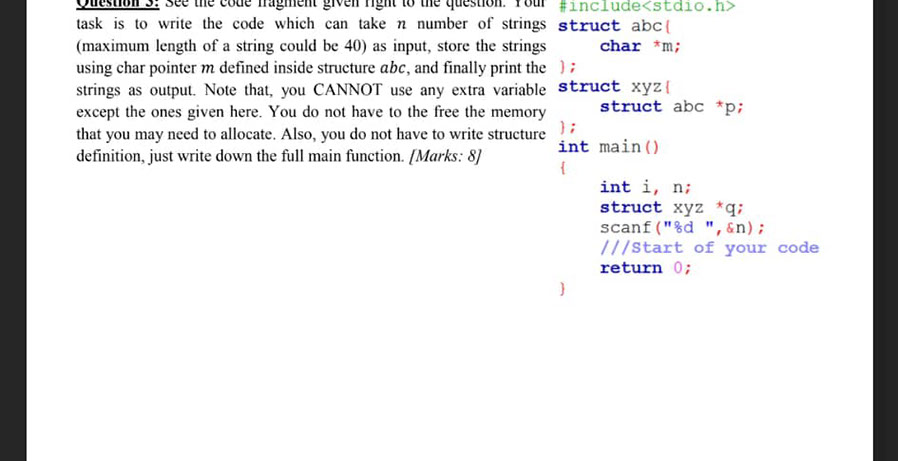 Question 3: See the code fragment given right to the question. Your
task is to write the code which can take n number of strings
(maximum length of a string could be 40) as input, store the strings
using char pointer m defined inside structure abc, and finally print the
strings as output. Note that, you CANNOT use any extra variable
except the ones given here. You do not have to the free the memory
that you may need to allocate. Also, you do not have to write structure
definition, just write down the full main function. [Marks: 8]
#include<stdio.h>
struct abc{
char *m;
};
struct xyz{
struct abc *p;
};
int main()
{
int i, n;
struct xyz *q;
scanf("%d ",&n);
///Start of your code
return 0;
}